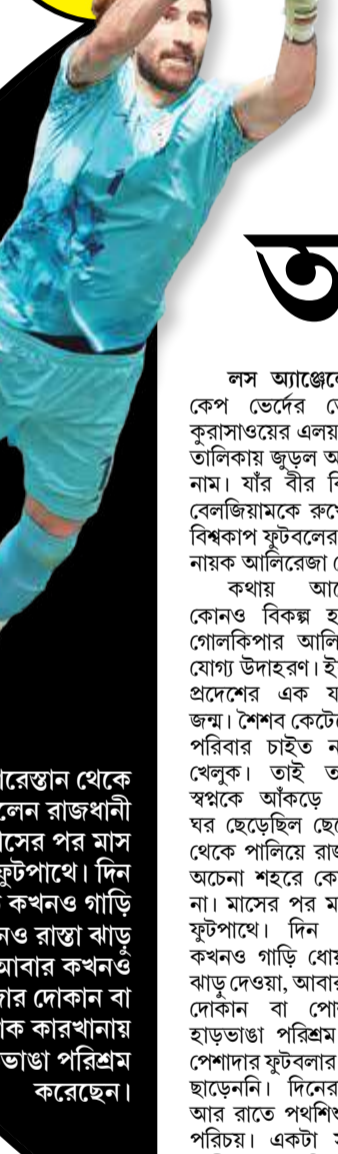 লস অ্যাঞ্জেলে
কেপ ভের্দের ভে
কুরাসাওয়ের এলয়
তালিকায় জুড়ল আ
নাম। যাঁর বীর বি
বেলজিয়ামকে রুখে
বিশ্বকাপ ফুটবলের
নায়ক আলিরেজা
কথায় আ
কোনও বিকল্প হ
গোলকিপার আলি
যোগ্য উদাহরণ। ই
প্রদেশের এক য
জন্ম। শৈশব কেটে
পরিবার চাইত ন
খেলুক। তাই ত
স্বপ্নকে আঁকড়ে
ঘর ছেড়েছিল ছে
থেকে পালিয়ে রাজ
অচেনা শহরে কে
না। মাসের পর মা
ফুটপাথে। দিন
কখনও গাড়ি ধোয়
ঝাড়ু দেওয়া, আবার
দোকান বা পো
হাড়ভাঙা পরিশ্রম
পেশাদার ফুটবলার
ছাড়েননি। দিনের
আর রাতে পথশিশু
পরিচয়। একটা স
রেস্তান থেকে
লেন রাজধানী
সের পর মাস
ফুটপাথে। দিন
কখনও গাড়ি
নও রাস্তা ঝাড়ু
আবার কখনও
জার দোকান বা
াক কারখানায়
ভাঙা পরিশ্রম
করেছেন।
1
1